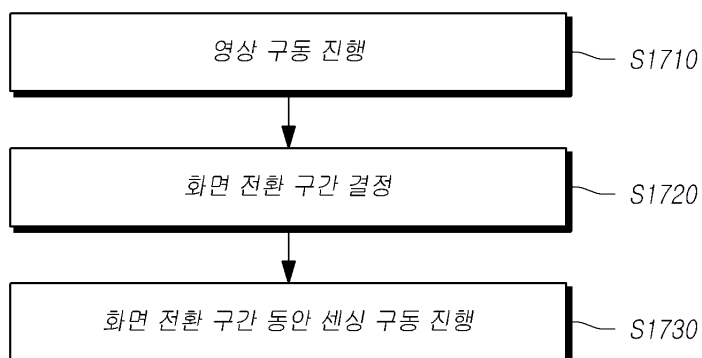 영상 구동 진행
S1710
화면 전환 구간 결정
S1720
화면 전환 구간 동안 센싱 구동 진행
S1730